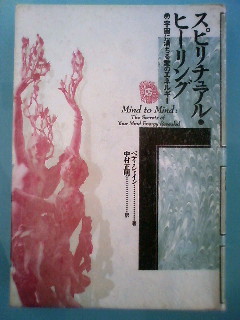 スピリチュアル・
ヒーリング
宇宙に満ちる愛のエネルギー
Mind to Mind:
The Secrets of
Your Mind Energy Revealed
ベティ・シャイン…………著
中村正明…………訳